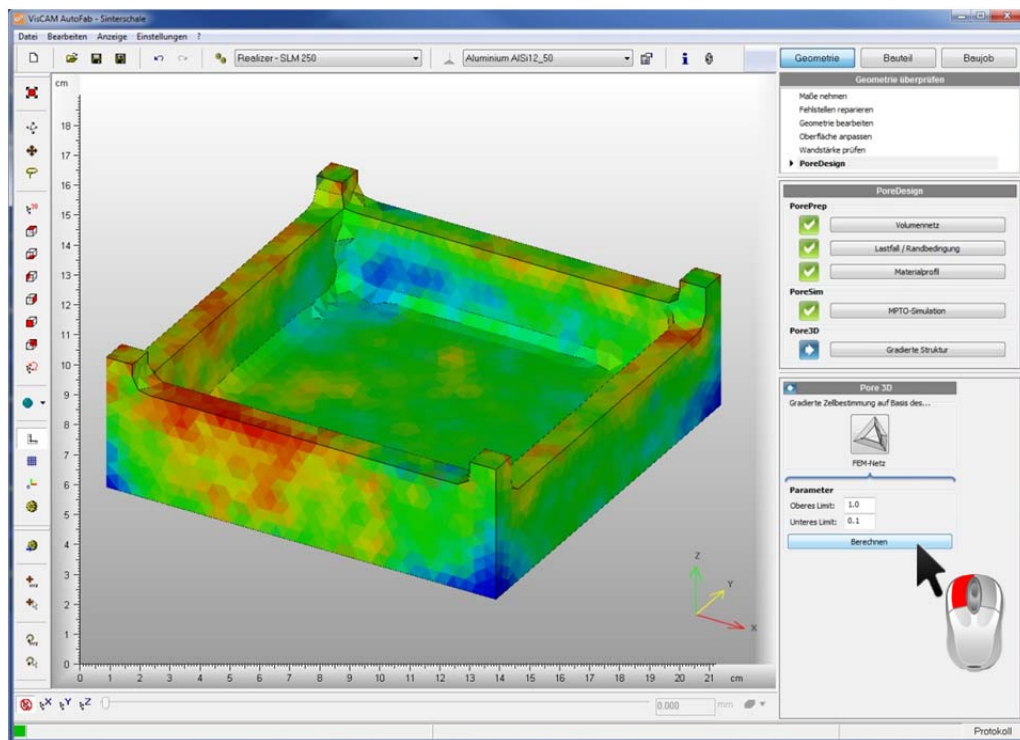 VisCAM AutoFab - Sinterschale
Datei Bearbeiten Anzeige Einstellungen ?
Realizer - SLM 250
Aluminium AlSi12_50
Geometrie
Bauteil
Baujob
Geometrie überprüfen
Maße nehmen
Fehlstellen reparieren
Geometrie bearbeiten
Oberfläche anpassen
Wandstärke prüfen
PoreDesign
PoreDesign
PorePrep
Volumennetz
Lastfall / Randbedingung
Materialprofil
PoreSim
MPTO-Simulation
Pore3D
Gradierte Struktur
Pore 3D
Gradierte Zellbestimmung auf Basis des...
FEM-Netz
Parameter
Oberes Limit: 1.0
Unteres Limit: 0.1
Berechnen
cm
18
17
16
15
14
13
12
11
10
9
8
7
6
5
4
3
2
1
0
0 1 2 3 4 5 6 7 8 9 10 11 12 13 14 15 16 17 18 19 20 21 cm
Z
Y
X
X Y Z
0.000 mm
Protokoll